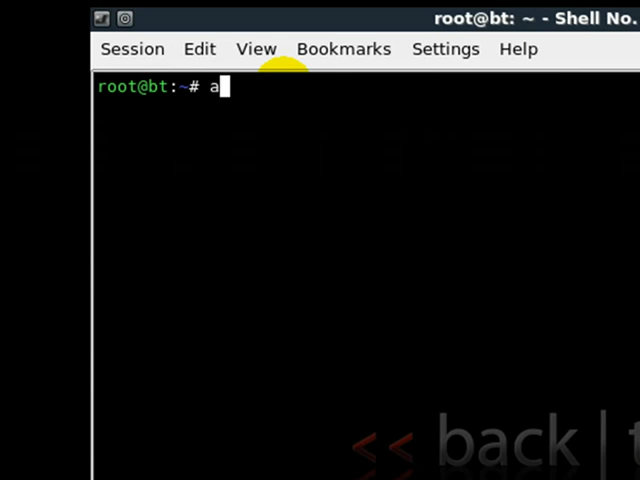 root@bt: ~ - Shell No.
Session Edit View Bookmarks Settings Help
root@bt:~# a
<< back | t